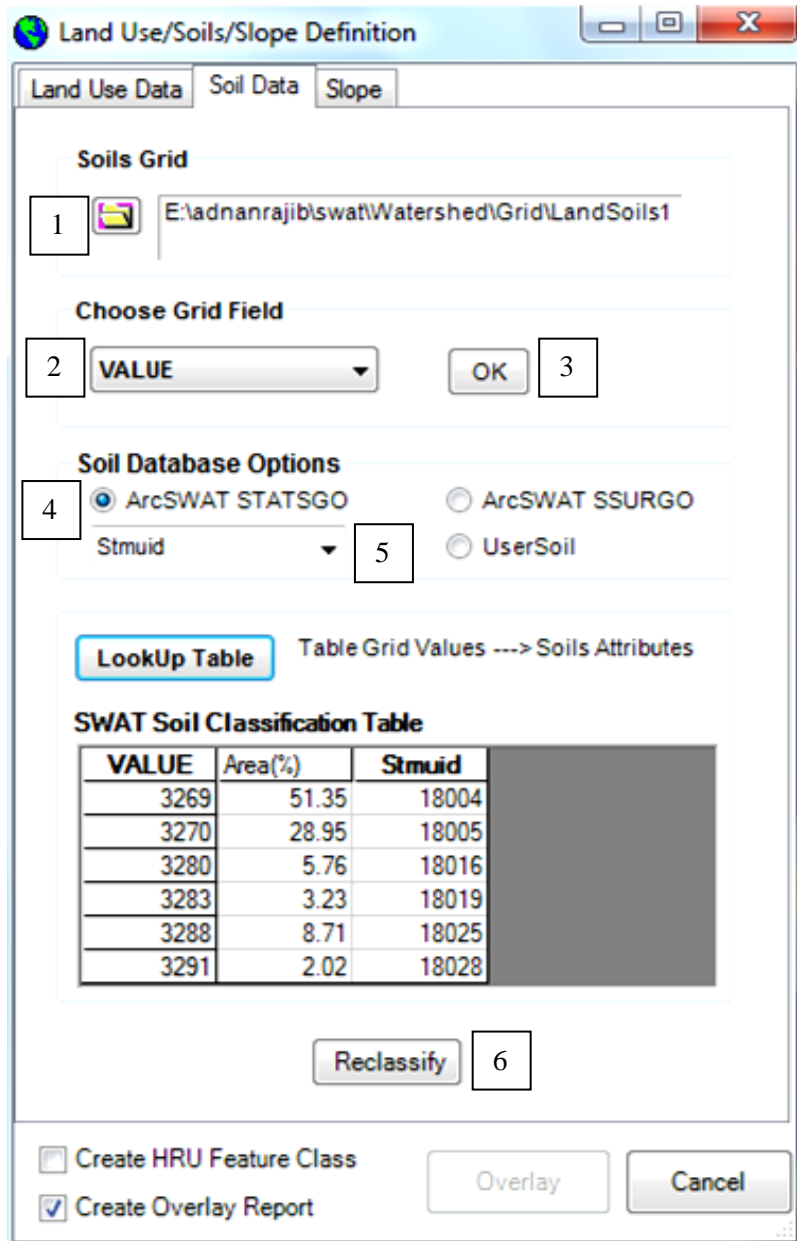 Land Use/Soils/Slope Definition
Land Use Data Soil Data Slope
Soils Grid
1 E:\adnanrajib\swat\Watershed\Grid\LandSoils1
Choose Grid Field
2 VALUE OK 3
Soil Database Options
4 ArcSWAT STATSGO ArcSWAT SSURGO
Stmuid 5 UserSoil
LookUp Table Table Grid Values ---> Soils Attributes
SWAT Soil Classification Table
VALUE Area(%) Stmuid
3269 51.35 18004
3270 28.95 18005
3280 5.76 18016
3283 3.23 18019
3288 8.71 18025
3291 2.02 18028
Reclassify 6
Create HRU Feature Class
Overlay Cancel
Create Overlay Report